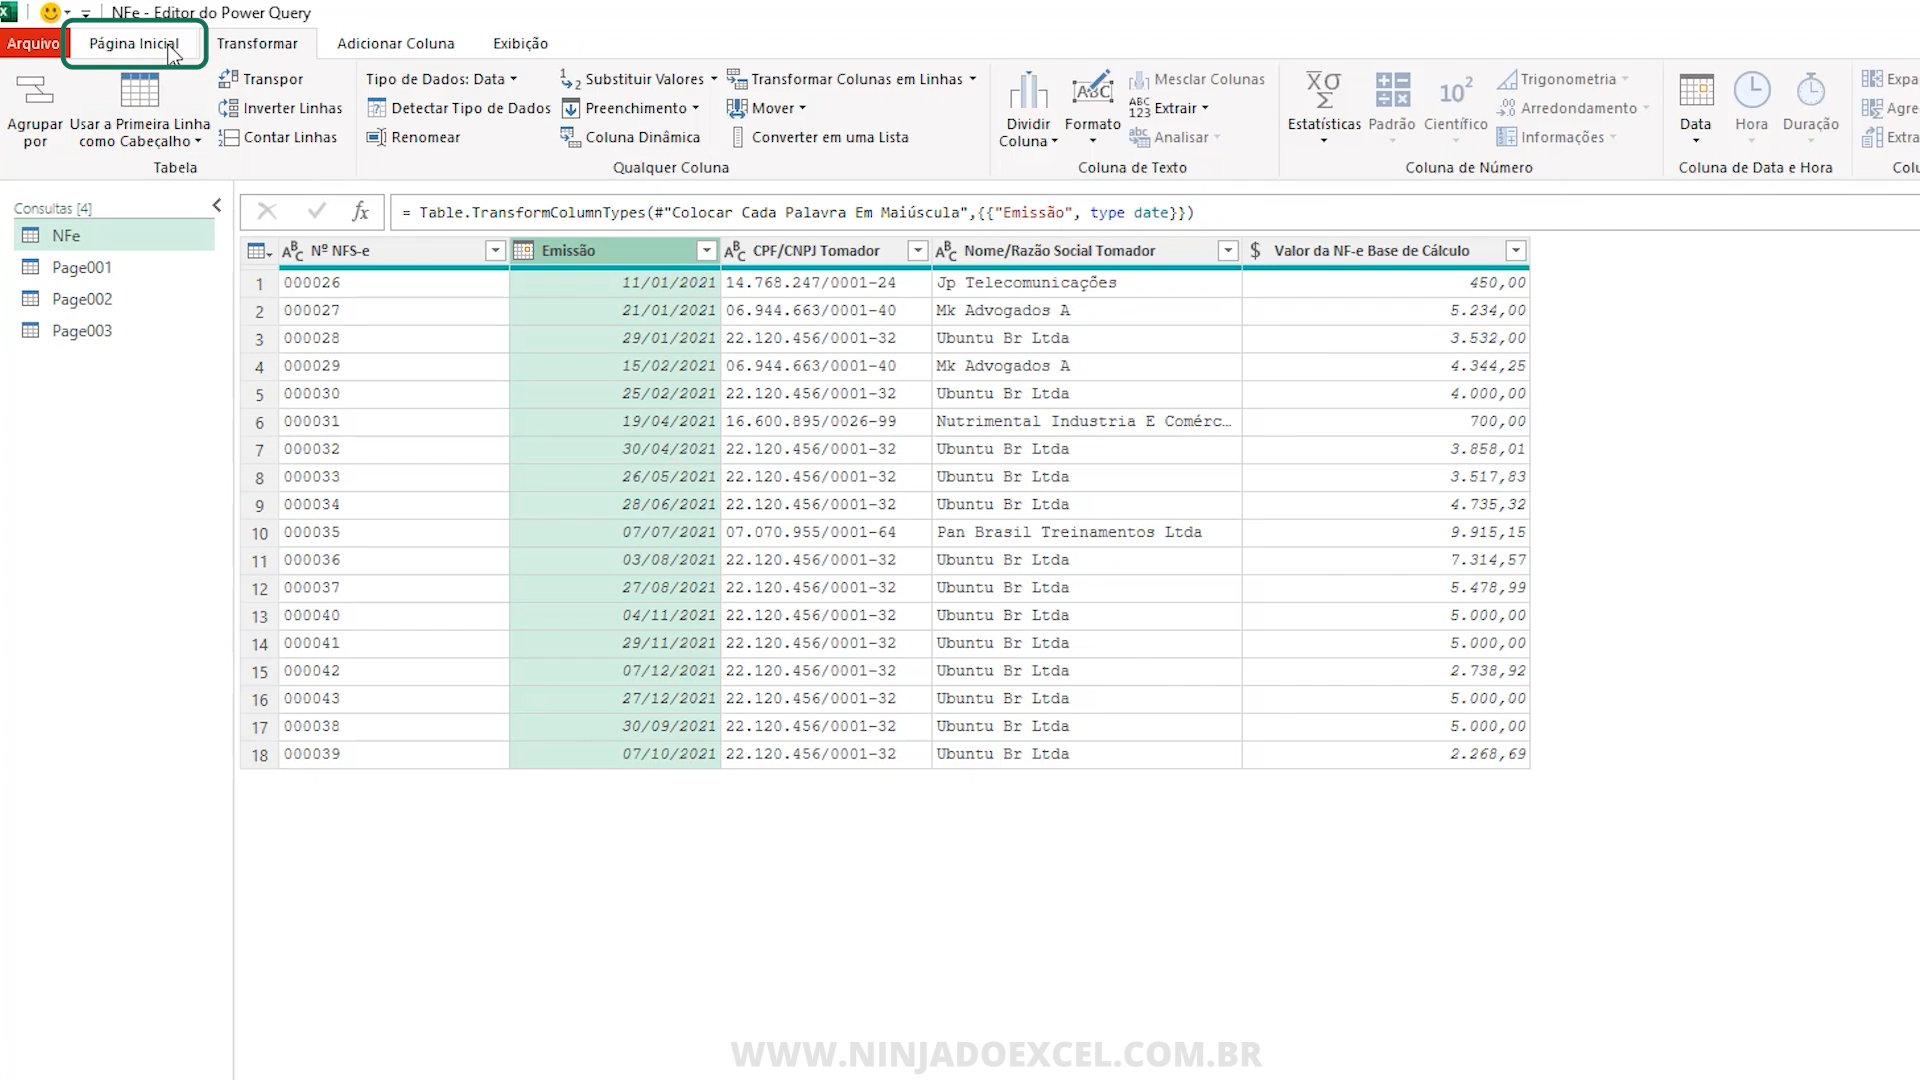 NFe - Editor do Power Query
Arquivo Página Inicial Transformar Adicionar Coluna Exibição
Agrupar por
Usar a Primeira Linha como Cabeçalho
Transpor
Inverter Linhas
Contar Linhas
Tabela
Tipo de Dados: Data
Detectar Tipo de Dados
Renomear
Substituir Valores
Preenchimento
Coluna Dinâmica
Transformar Colunas em Linhas
Mover
Converter em uma Lista
Qualquer Coluna
Dividir Coluna
Formato
Mesclar Colunas
Extrair
Analisar
Coluna de Texto
Estatísticas
Padrão
Científico
Trigonometria
Arredondamento
Informações
Coluna de Número
Data
Hora
Duração
Coluna de Data e Hora
Expa
Agre
Extra
Colu
Consultas [4]
NFe
Page001
Page002
Page003
fx = Table.TransformColumnTypes(#"Colocar Cada Palavra Em Maiúscula",{{"Emissão", type date}})
Nº NFS-e Emissão CPF/CNPJ Tomador Nome/Razão Social Tomador $ Valor da NF-e Base de Cálculo
1 000026 11/01/2021 14.768.247/0001-24 Jp Telecomunicações 450,00
2 000027 21/01/2021 06.944.663/0001-40 Mk Advogados A 5.234,00
3 000028 29/01/2021 22.120.456/0001-32 Ubuntu Br Ltda 3.532,00
4 000029 15/02/2021 06.944.663/0001-40 Mk Advogados A 4.344,25
5 000030 25/02/2021 22.120.456/0001-32 Ubuntu Br Ltda 4.000,00
6 000031 19/04/2021 16.600.895/0026-99 Nutrimental Industria E Comérc… 700,00
7 000032 30/04/2021 22.120.456/0001-32 Ubuntu Br Ltda 3.858,01
8 000033 26/05/2021 22.120.456/0001-32 Ubuntu Br Ltda 3.517,83
9 000034 28/06/2021 22.120.456/0001-32 Ubuntu Br Ltda 4.735,32
10 000035 07/07/2021 07.070.955/0001-64 Pan Brasil Treinamentos Ltda 9.915,15
11 000036 03/08/2021 22.120.456/0001-32 Ubuntu Br Ltda 7.314,57
12 000037 27/08/2021 22.120.456/0001-32 Ubuntu Br Ltda 5.478,99
13 000040 04/11/2021 22.120.456/0001-32 Ubuntu Br Ltda 5.000,00
14 000041 29/11/2021 22.120.456/0001-32 Ubuntu Br Ltda 5.000,00
15 000042 07/12/2021 22.120.456/0001-32 Ubuntu Br Ltda 2.738,92
16 000043 27/12/2021 22.120.456/0001-32 Ubuntu Br Ltda 5.000,00
17 000038 30/09/2021 22.120.456/0001-32 Ubuntu Br Ltda 5.000,00
18 000039 07/10/2021 22.120.456/0001-32 Ubuntu Br Ltda 2.268,69
WWW.NINJADOEXCEL.COM.BR